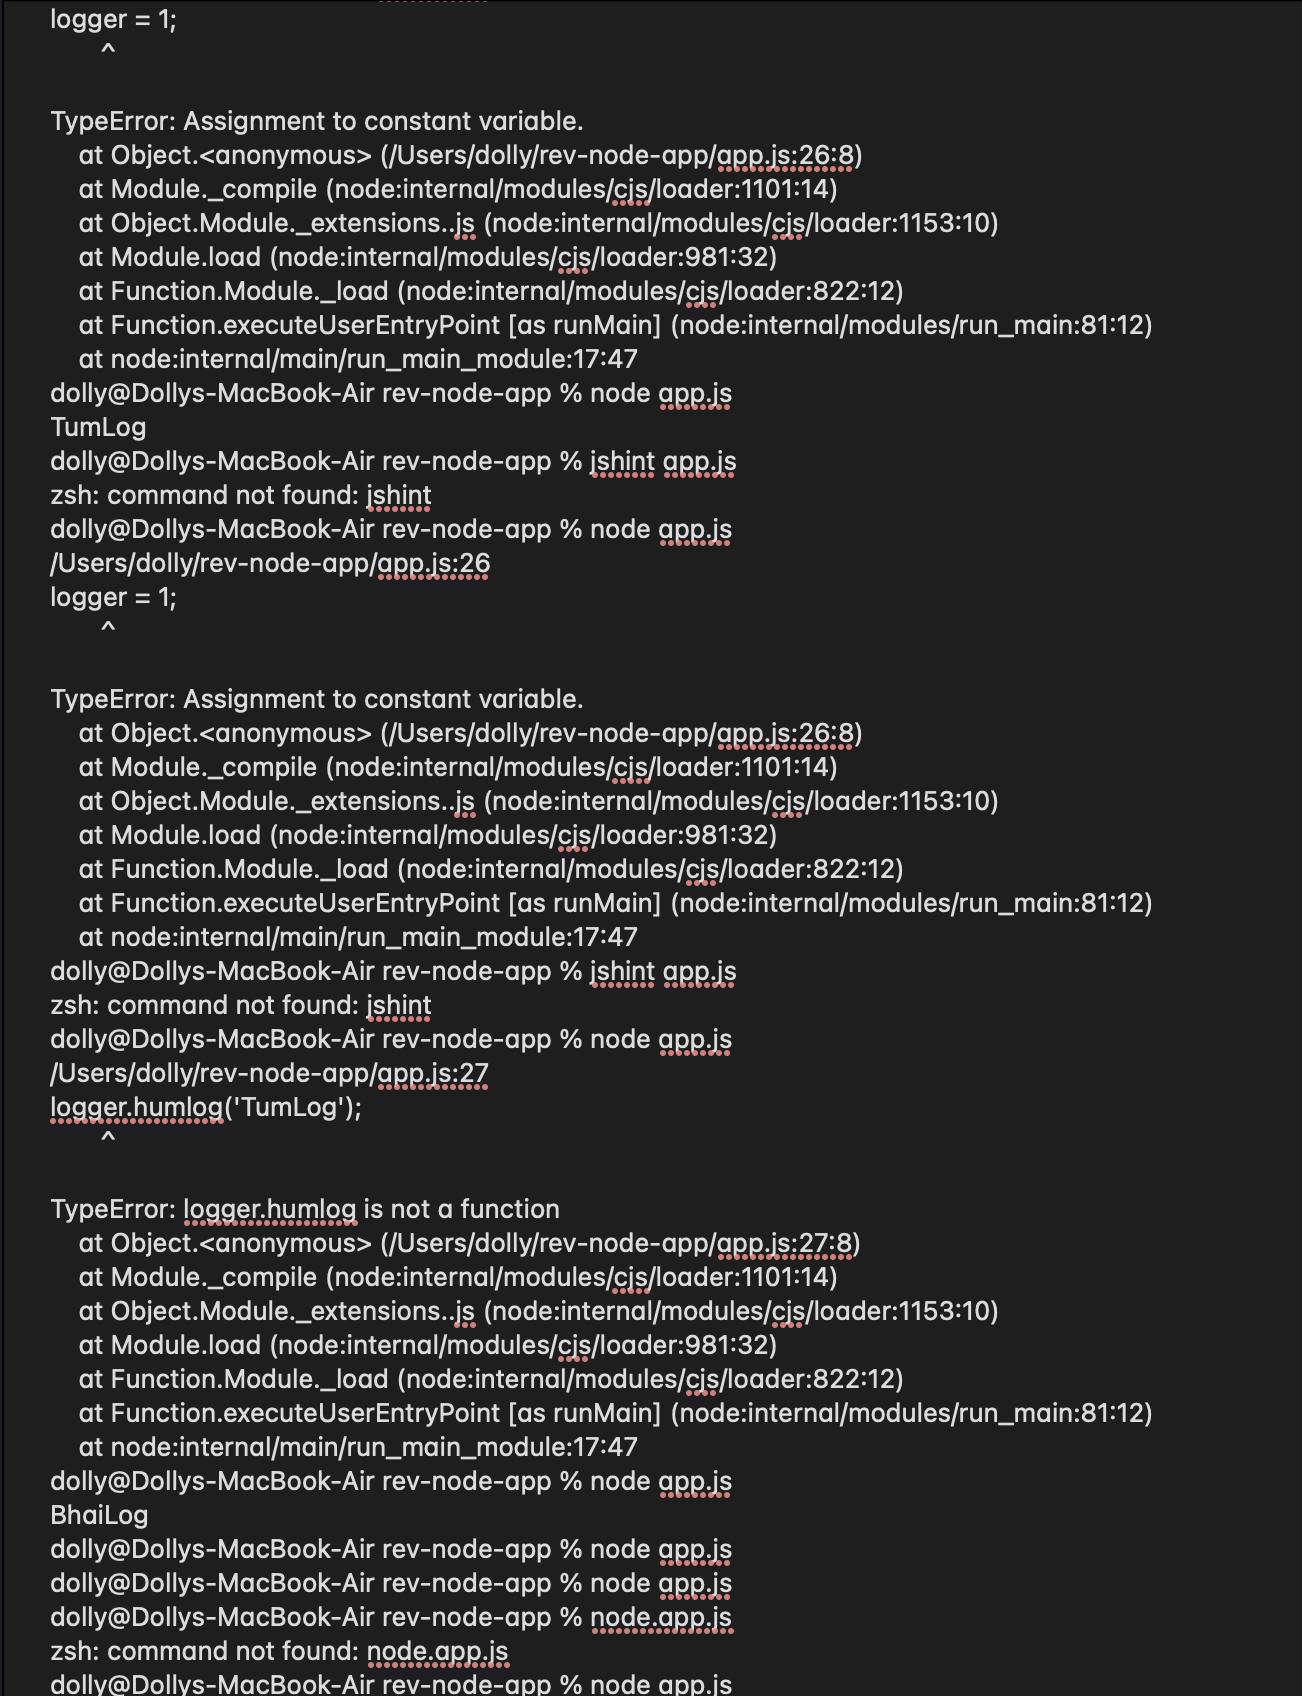 logger = 1;
^
TypeError: Assignment to constant variable.
at Object.<anonymous> (/Users/dolly/rev-node-app/app.js:26:8)
at Module._compile (node:internal/modules/cjs/loader:1101:14)
at Object.Module._extensions..js (node:internal/modules/cjs/loader:1153:10)
at Module.load (node:internal/modules/cjs/loader:981:32)
at Function.Module._load (node:internal/modules/cjs/loader:822:12)
at Function.executeUserEntryPoint [as runMain] (node:internal/modules/run_main:81:12)
at node:internal/main/run_main_module:17:47
dolly@Dollys-MacBook-Air rev-node-app % node app.js
TumLog
dolly@Dollys-MacBook-Air rev-node-app % jshint app.js
zsh: command not found: jshint
dolly@Dollys-MacBook-Air rev-node-app % node app.js
/Users/dolly/rev-node-app/app.js:26
logger = 1;
^
TypeError: Assignment to constant variable.
at Object.<anonymous> (/Users/dolly/rev-node-app/app.js:26:8)
at Module._compile (node:internal/modules/cjs/loader:1101:14)
at Object.Module._extensions..js (node:internal/modules/cjs/loader:1153:10)
at Module.load (node:internal/modules/cjs/loader:981:32)
at Function.Module._load (node:internal/modules/cjs/loader:822:12)
at Function.executeUserEntryPoint [as runMain] (node:internal/modules/run_main:81:12)
at node:internal/main/run_main_module:17:47
dolly@Dollys-MacBook-Air rev-node-app % jshint app.js
zsh: command not found: jshint
dolly@Dollys-MacBook-Air rev-node-app % node app.js
/Users/dolly/rev-node-app/app.js:27
logger.humlog('TumLog');
^
TypeError: logger.humlog is not a function
at Object.<anonymous> (/Users/dolly/rev-node-app/app.js:27:8)
at Module._compile (node:internal/modules/cjs/loader:1101:14)
at Object.Module._extensions..js (node:internal/modules/cjs/loader:1153:10)
at Module.load (node:internal/modules/cjs/loader:981:32)
at Function.Module._load (node:internal/modules/cjs/loader:822:12)
at Function.executeUserEntryPoint [as runMain] (node:internal/modules/run_main:81:12)
at node:internal/main/run_main_module:17:47
dolly@Dollys-MacBook-Air rev-node-app % node app.js
BhaiLog
dolly@Dollys-MacBook-Air rev-node-app % node app.js
dolly@Dollys-MacBook-Air rev-node-app % node app.js
dolly@Dollys-MacBook-Air rev-node-app % node.app.js
zsh: command not found: node.app.js
dolly@Dollys-MacBook-Air rev-node-app % node app.js